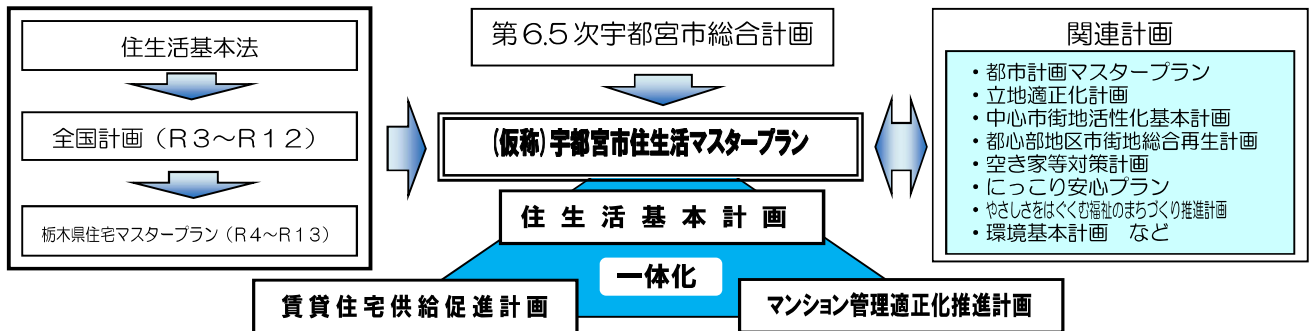 住生活基本法
全国計画（R３～R１２）
栃木県住宅マスタープラン（R４～R１３）
第６.５次宇都宮市総合計画
(仮称)宇都宮市住生活マスタープラン
住生活基本計画
一体化
賃貸住宅供給促進計画
マンション管理適正化推進計画
関連計画
・都市計画マスタープラン
・立地適正化計画
・中心市街地活性化基本計画
・都心部地区市街地総合再生計画
・空き家等対策計画
・にっこり安心プラン
・やさしさをはぐくむ福祉のまちづくり推進計画
・環境基本計画　など